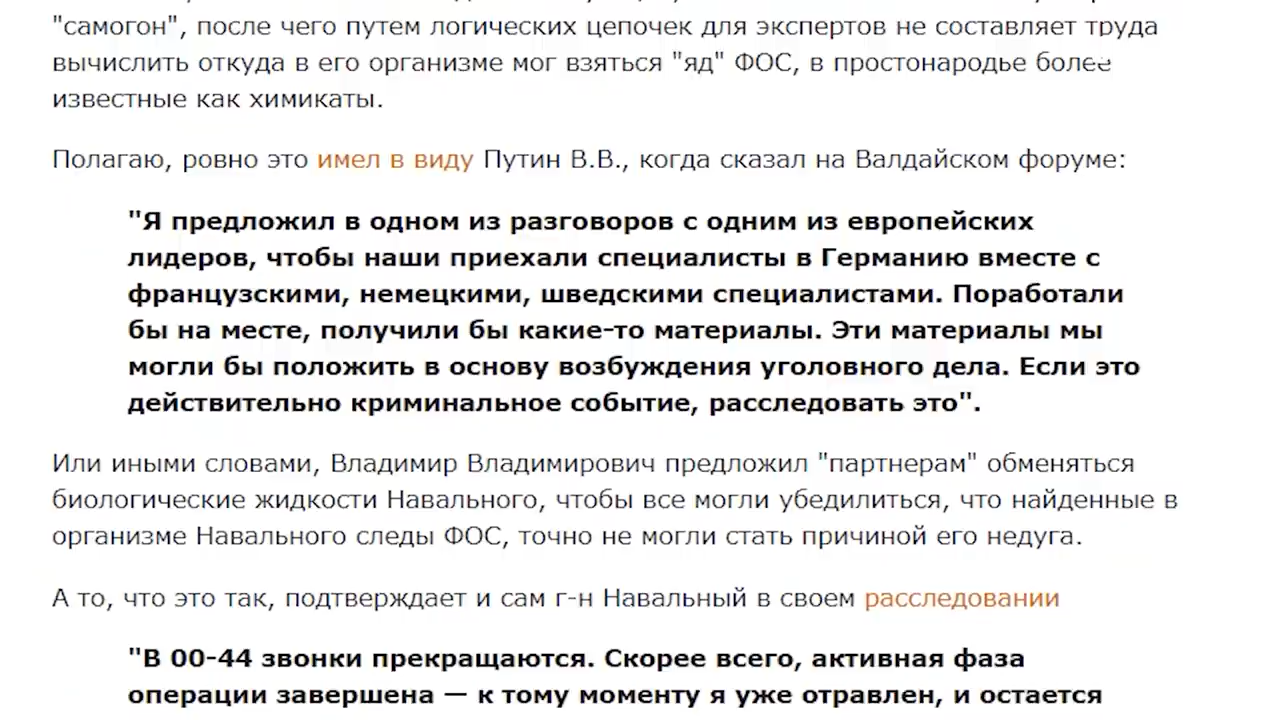 "самогон", после чего путем логических цепочек для экспертов не составляет труда
вычислить откуда в его организме мог взяться "яд" ФОС, в простонародье более
известные как химикаты.
Полагаю, ровно это имел в виду Путин В.В., когда сказал на Валдайском форуме:
"Я предложил в одном из разговоров с одним из европейских
лидеров, чтобы наши приехали специалисты в Германию вместе с
французскими, немецкими, шведскими специалистами. Поработали
бы на месте, получили бы какие-то материалы. Эти материалы мы
могли бы положить в основу возбуждения уголовного дела. Если это
действительно криминальное событие, расследовать это".
Или иными словами, Владимир Владимирович предложил "партнерам" обменяться
биологические жидкости Навального, чтобы все могли убедилиться, что найденные в
организме Навального следы ФОС, точно не могли стать причиной его недуга.
А то, что это так, подтверждает и сам г-н Навальный в своем расследовании
"В 00-44 звонки прекращаются. Скорее всего, активная фаза
операции завершена — к тому моменту я уже отравлен, и остается